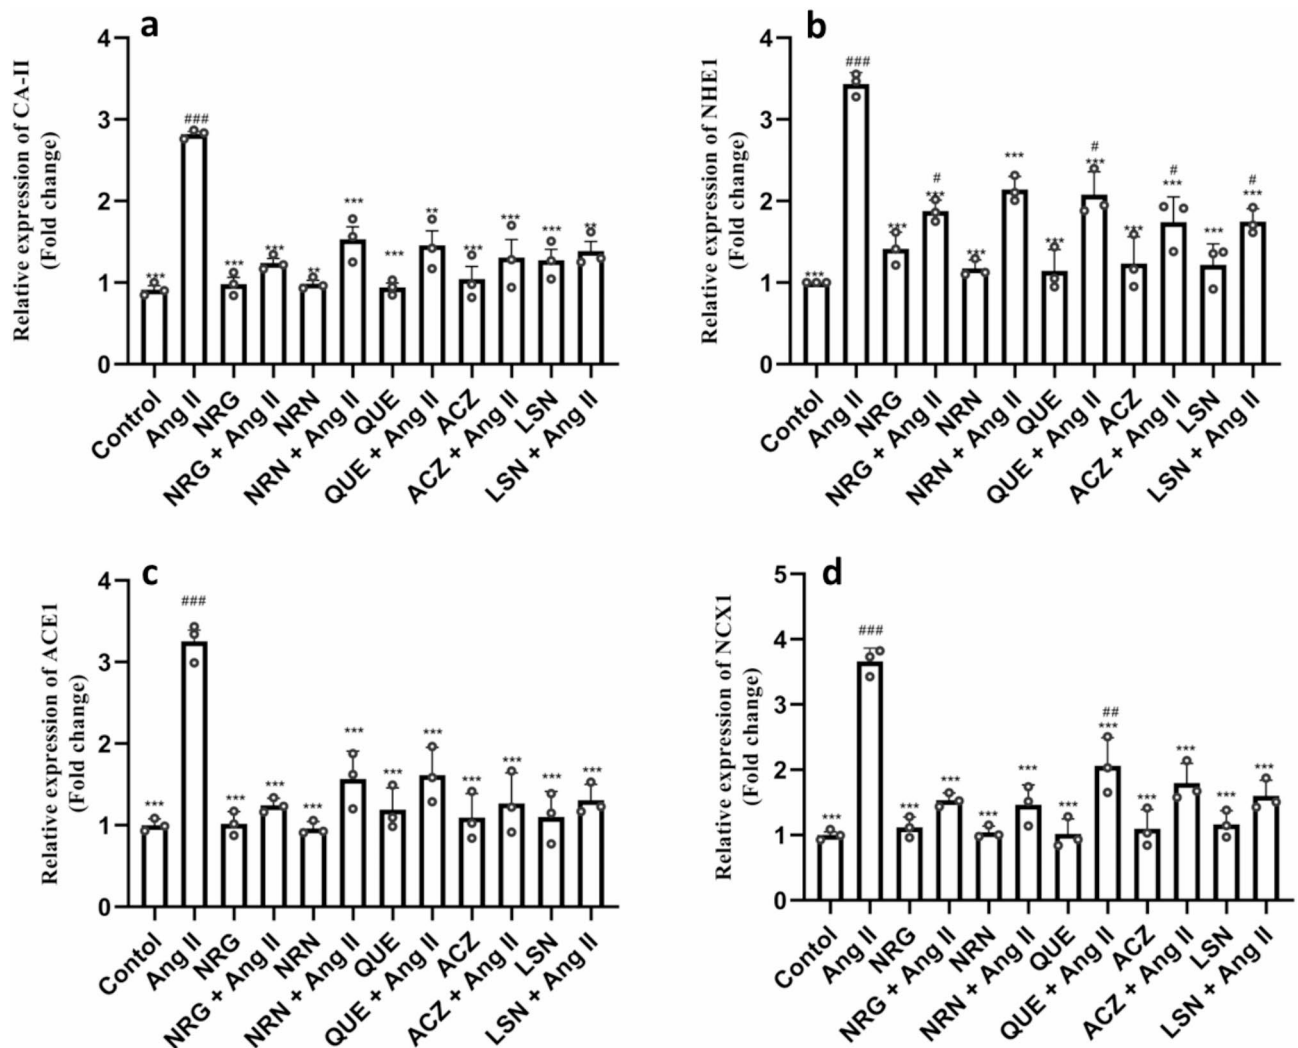 a
Relative expression of CA-II
(Fold change)
4
3
2
1
0
###
***
***
***
**
***
***
**
***
***
***
**
Control
Ang II
NRG
NRG + Ang II
NRN
NRN + Ang II
QUE
QUE + Ang II
ACZ
ACZ + Ang II
LSN
LSN + Ang II
b
Relative expression of NHE1
(Fold change)
4
3
2
1
0
***
###
***
#
***
***
***
***
#
***
***
#
***
***
#
***
Contol
Ang II
NRG
NRG + Ang II
NRN
NRN + Ang II
QUE
QUE + Ang II
ACZ
ACZ + Ang II
LSN
LSN + Ang II
c
Relative expression of ACE1
(Fold change)
4
3
2
1
0
***
###
***
***
***
***
***
***
***
***
***
***
Contol
Ang II
NRG
NRG + Ang II
NRN
NRN + Ang II
QUE
QUE + Ang II
ACZ
ACZ + Ang II
LSN
LSN + Ang II
d
Relative expression of NCX1
(Fold change)
5
4
3
2
1
0
***
###
***
***
***
***
***
##
***
***
***
***
***
Contol
Ang II
NRG
NRG + Ang II
NRN
NRN + Ang II
QUE
QUE + Ang II
ACZ
ACZ + Ang II
LSN
LSN + Ang II